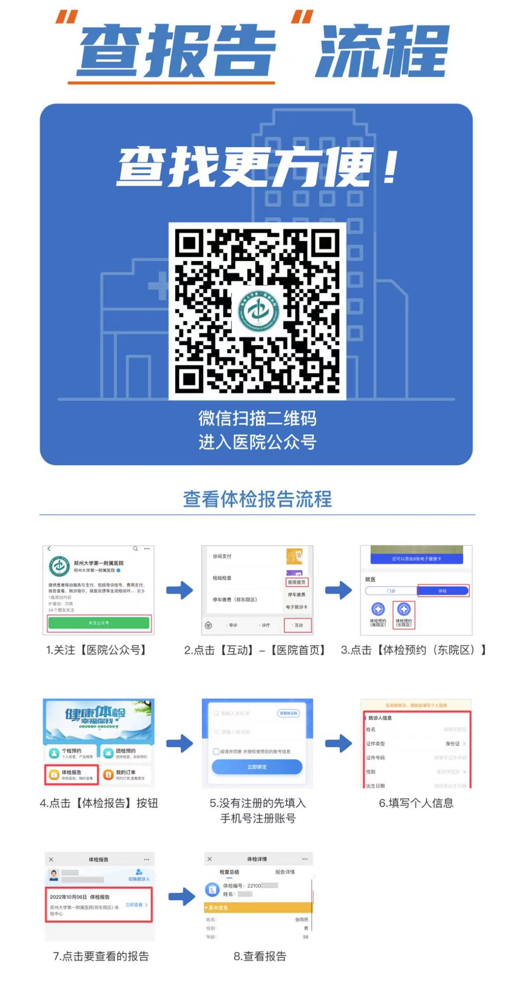 “查报告“流程
查找更方便！
郑州大学第一附属医院
微信扫描二维码
进入医院公众号
查看体检报告流程
郑州大学第一附属医院
郑州大学第一附属医院
提供患者移动服务与支付，包括导诊挂号、费用支付、
报告查看、就诊指引、就医反馈等全流程闭环... 更多
1篇原创内容
IP属地：河南
24个朋友关注
关注公众号
1.关注【医院公众号】
诊间支付
检验检查
停车缴费（郑东院区）
医院首页
停车缴费
电子就诊卡
导诊
诊疗
互动
2.点击【互动】–【医院首页】
还可以添加6张电子健康卡
就医
门诊
体检
体检预约
（南院区）
体检预约
（东院区）
3.点击【体检预约（东院区）】
健康体检
幸福你我
个检预约
个人检查，产品推荐
团检预约
团体检查，自取预约
体检报告
体检报告，随时查看
我的订单
预约订单,查看更改
4.点击【体检报告】按钮
请输入手机号
获取验证码
请输入验证码
阅读并同意 并授权使用您的账号信息
立即绑定
5.没有注册的先填入
手机号注册账号
实名制就诊，请如实填写个人信息
就诊人信息
姓名 请填写姓名
证件类型 身份证
证件号码 请填写证件号码
性别 请选择性别
出生日期 请选择出生日期
6.填写个人信息
体检报告
切换就诊人
2022年10月06日 体检报告
郑州大学第一附属医院(郑东院区) 体
检中心
立即查看
7.点击要查看的报告
体检详情
检查总结 报告详情
体检编号：22100
姓名：
基本信息
姓名： 张同民
性别： 男
年龄： 58
8.查看报告